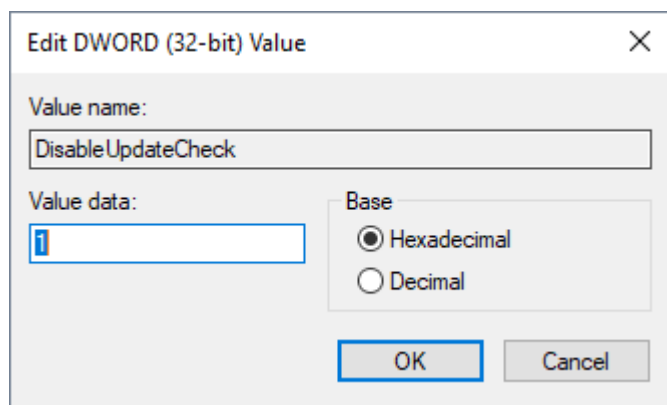 Edit DWORD (32-bit) Value
Value name:
DisableUpdateCheck
Value data:
1
Base
Hexadecimal
Decimal
OK
Cancel